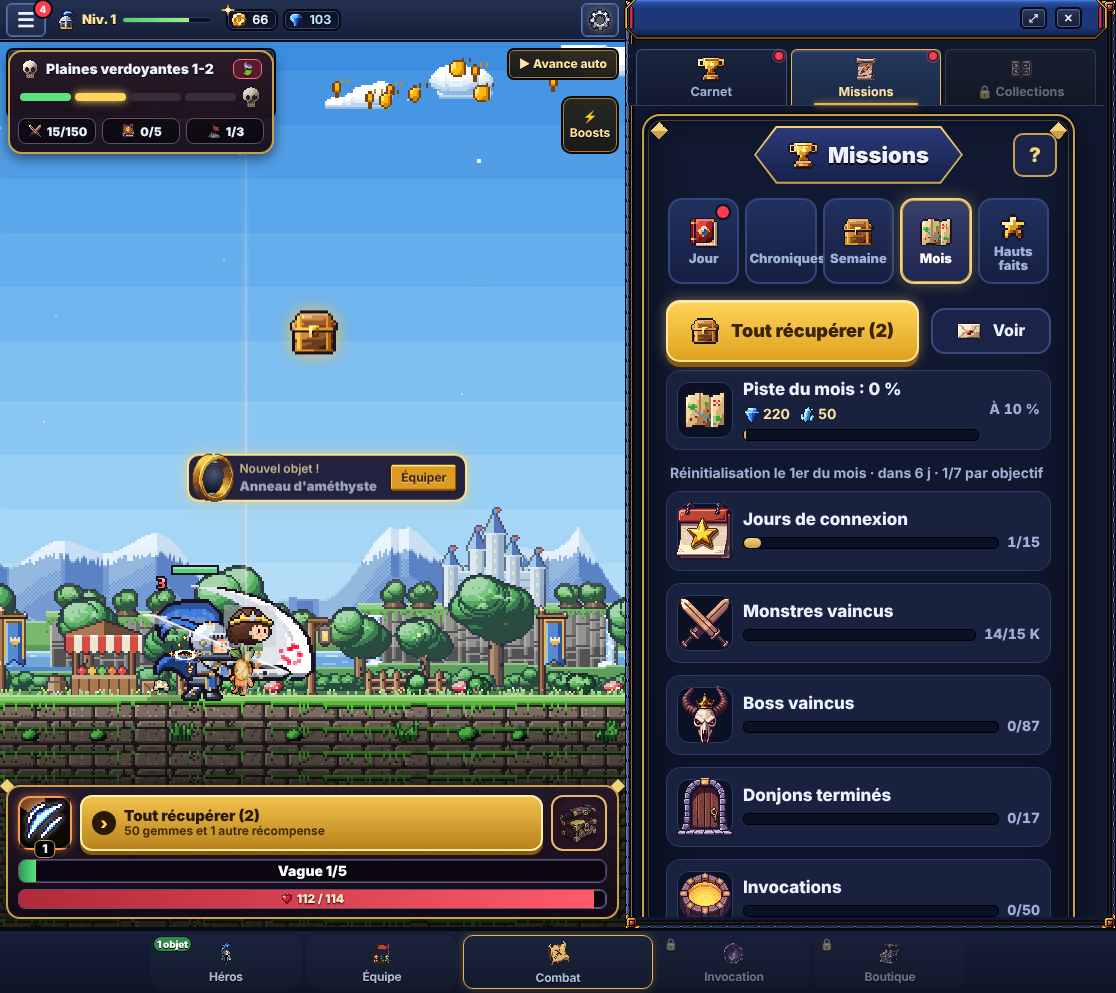 4
Niv. 1
66
103
Plaines verdoyantes 1-2
15/150
0/5
1/3
Avance auto
Boosts
Nouvel objet !
Anneau d'améthyste
Équiper
3
Tout récupérer (2)
50 gemmes et 1 autre récompense
1
Vague 1/5
112 / 114
Carnet
Missions
Collections
Missions
?
Jour
Chroniques
Semaine
Mois
Hauts
faits
Tout récupérer (2)
Voir
Piste du mois : 0 %
220
50
À 10 %
Réinitialisation le 1er du mois · dans 6 j · 1/7 par objectif
Jours de connexion
1/15
Monstres vaincus
14/15 K
Boss vaincus
0/87
Donjons terminés
0/17
Invocations
0/50
1 objet
Héros
Équipe
Combat
Invocation
Boutique